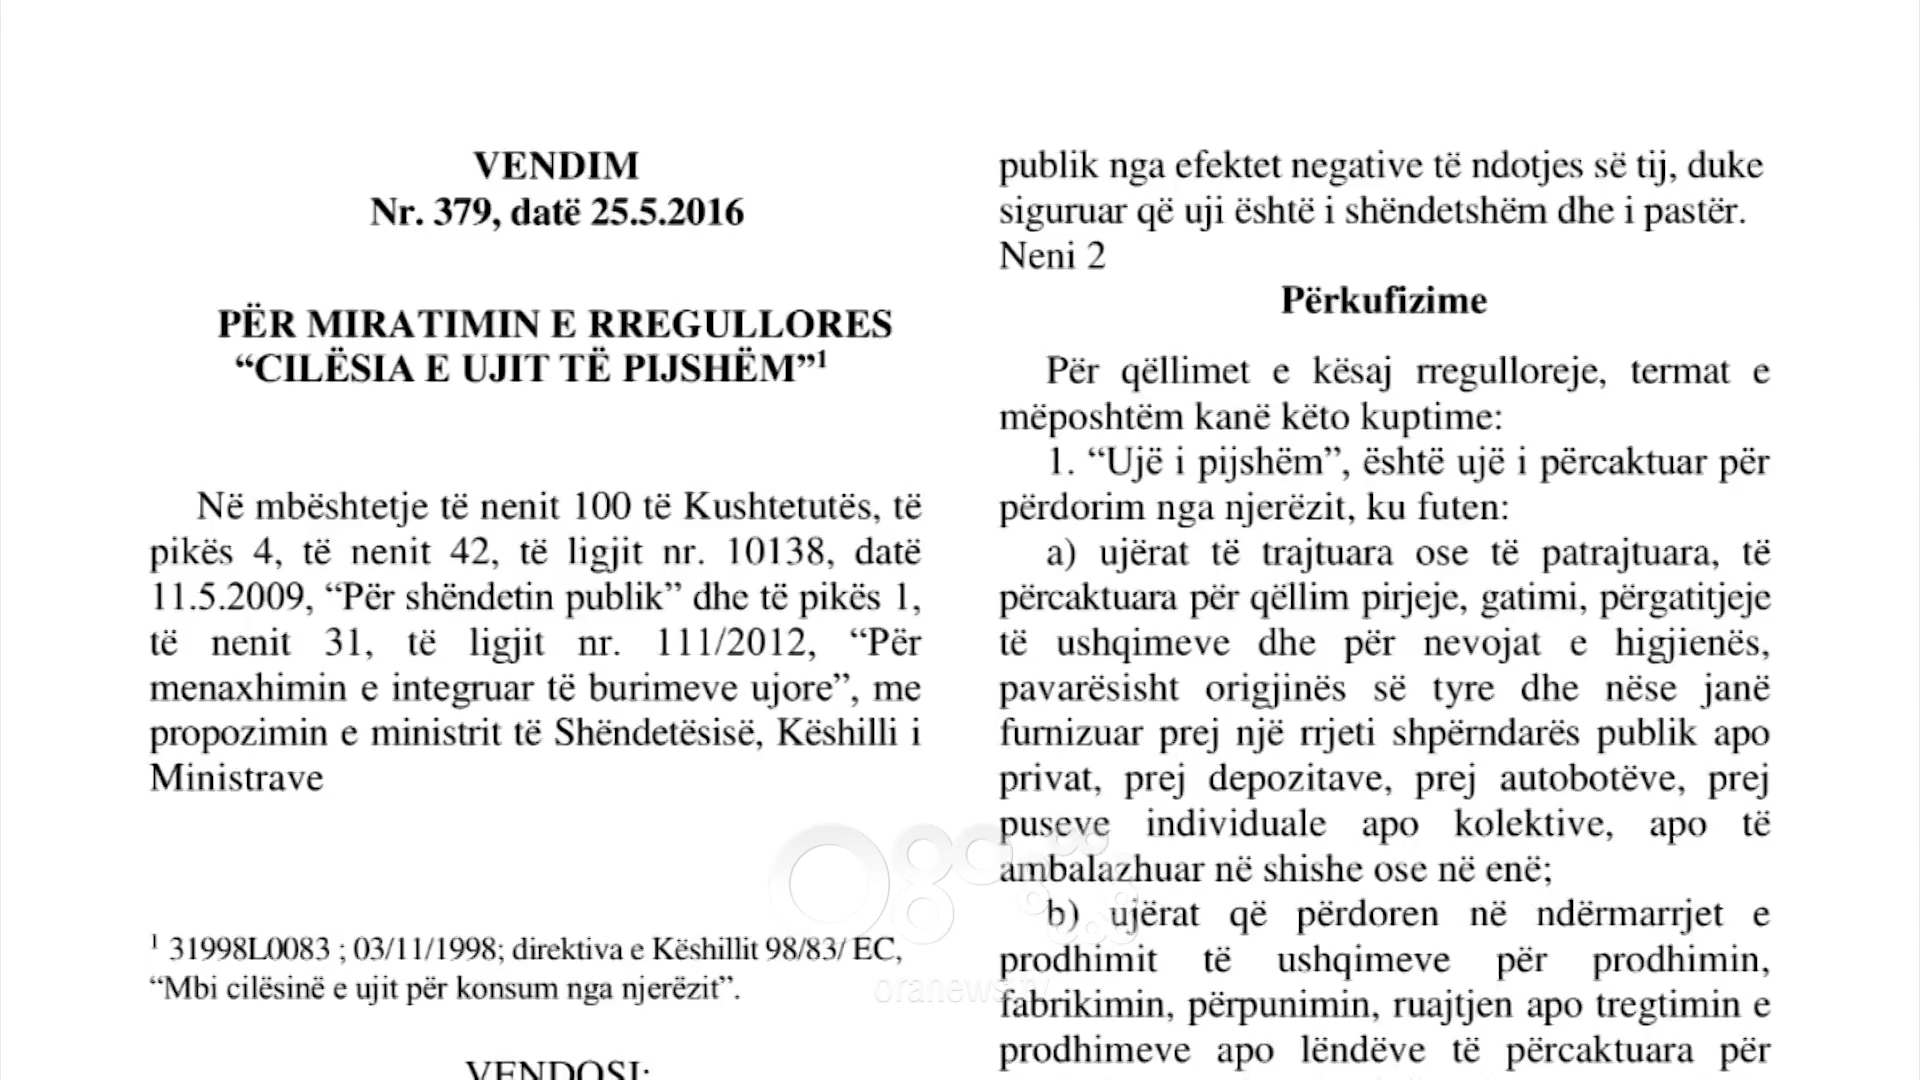 VENDIM
Nr. 379, datë 25.5.2016
PËR MIRATIMIN E RREGULLORES
“CILËSIA E UJIT TË PIJSHËM”¹
Në mbështetje të nenit 100 të Kushtetutës, të
pikës 4, të nenit 42, të ligjit nr. 10138, datë
11.5.2009, “Për shëndetin publik” dhe të pikës 1,
të nenit 31, të ligjit nr. 111/2012, “Për
menaxhimin e integruar të burimeve ujore”, me
propozimin e ministrit të Shëndetësisë, Këshilli i
Ministrave
¹ 31998L0083 ; 03/11/1998; direktiva e Këshillit 98/83/ EC,
“Mbi cilësinë e ujit për konsum nga njerëzit”.
VENDOSI:
publik nga efektet negative të ndotjes së tij, duke
siguruar që uji është i shëndetshëm dhe i pastër.
Neni 2
Përkufizime
Për qëllimet e kësaj rregulloreje, termat e
mëposhtëm kanë këto kuptime:
1. “Ujë i pijshëm”, është ujë i përcaktuar për
përdorim nga njerëzit, ku futen:
a) ujërat të trajtuara ose të patrajtuara, të
përcaktuara për qëllim pirjeje, gatimi, përgatitjeje
të ushqimeve dhe për nevojat e higjienës,
pavarësisht origjinës së tyre dhe nëse janë
furnizuar prej një rrjeti shpërndarës publik apo
privat, prej depozitave, prej autobotëve, prej
puseve individuale apo kolektive, apo të
ambalazhuar në shishe ose në enë;
b) ujërat që përdoren në ndërmarrjet e
prodhimit të ushqimeve për prodhimin,
fabrikimin, përpunimin, ruajtjen apo tregtimin e
prodhimeve apo lëndëve të përcaktuara për
oranews.tv